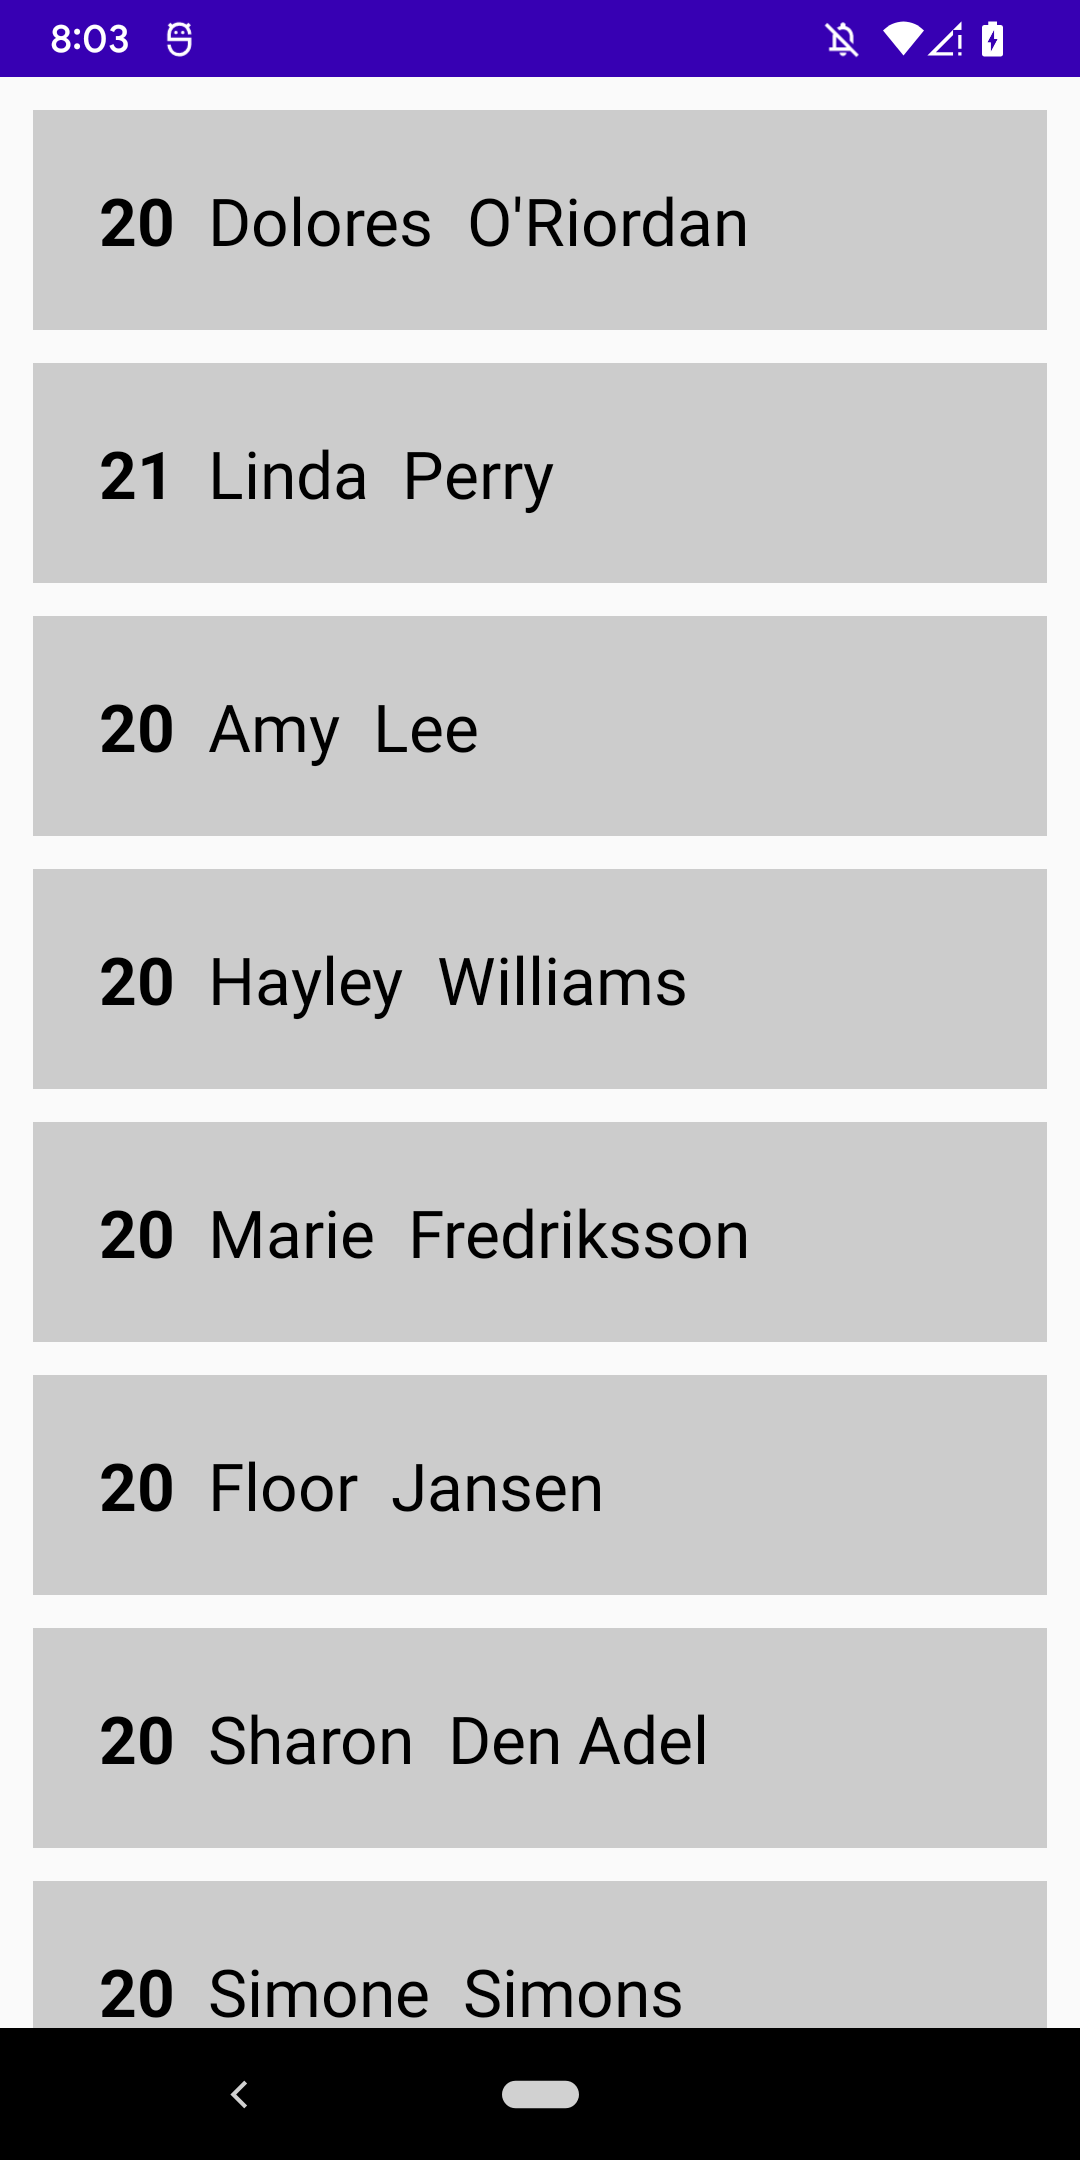 8:03
20 Dolores O'Riordan
21 Linda Perry
20 Amy Lee
20 Hayley Williams
20 Marie Fredriksson
20 Floor Jansen
20 Sharon Den Adel
20 Simone Simons